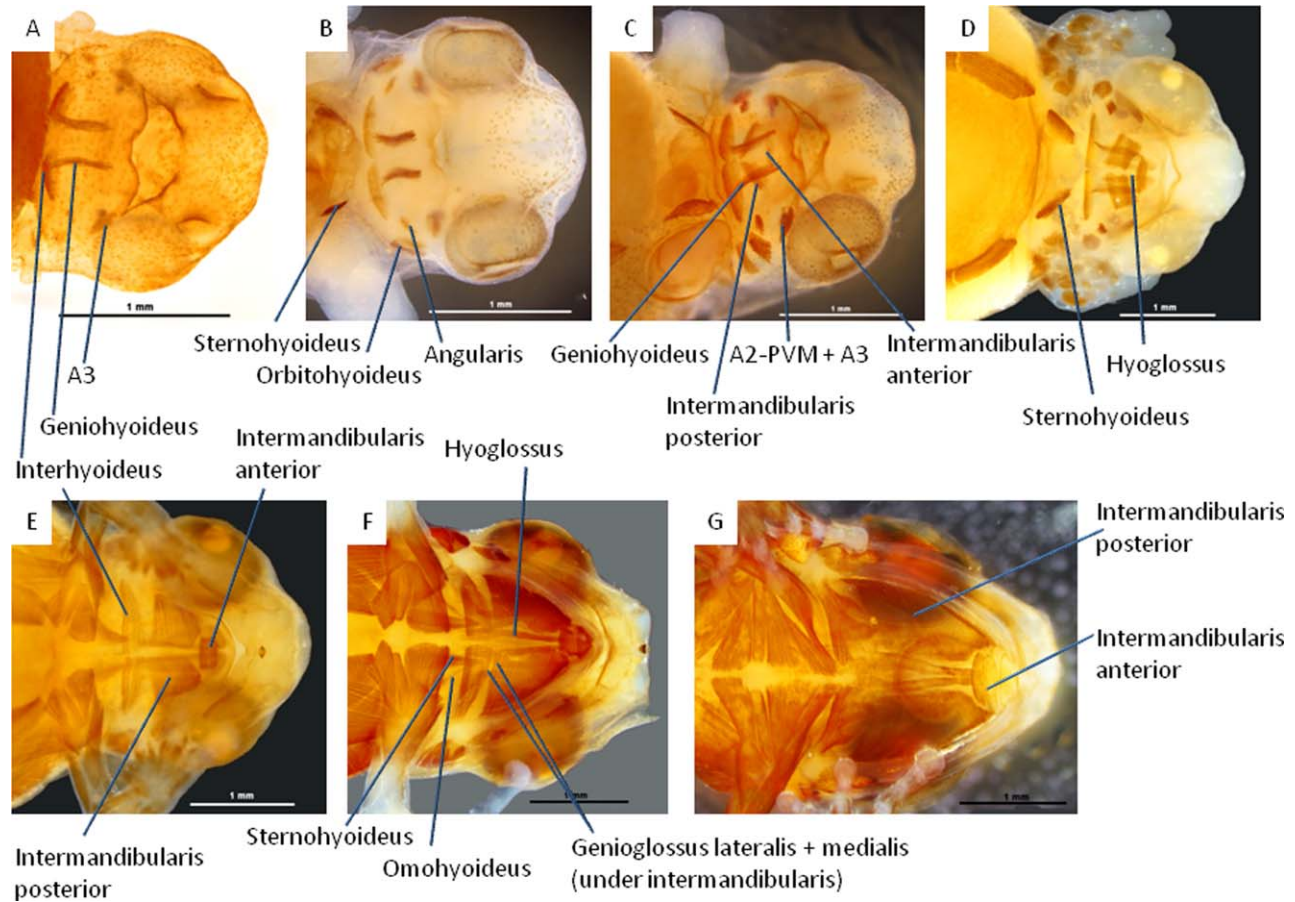 A
B
C
D
1 mm
1 mm
1 mm
1 mm
A3
Geniohyoideus
Interhyoideus
Sternohyoideus
Orbitohyoideus
Angularis
Geniohyoideus
Intermandibularis
posterior
A2-PVM + A3
Intermandibularis
anterior
Sternohyoideus
Hyoglossus
Intermandibularis
anterior
Hyoglossus
E
F
G
1 mm
1 mm
1 mm
Intermandibularis
posterior
Intermandibularis
anterior
Intermandibularis
posterior
Sternohyoideus
Omohyoideus
Genioglossus lateralis + medialis
(under intermandibularis)